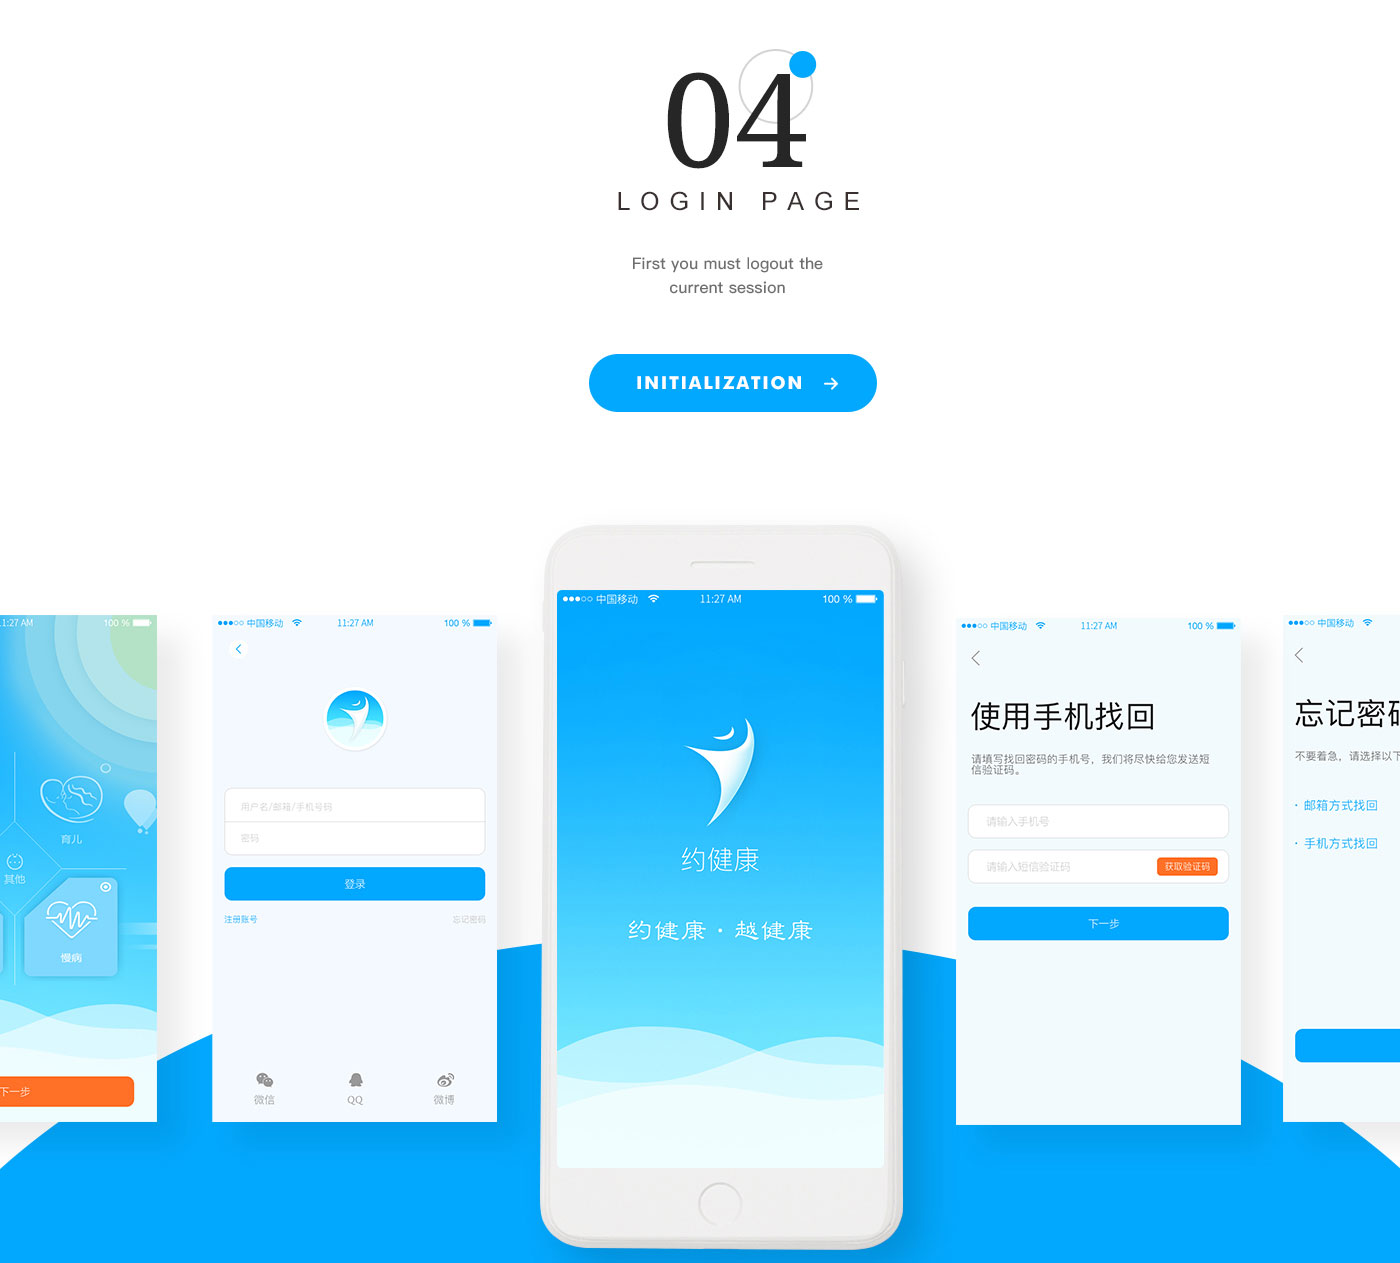 04
LOGIN PAGE
First you must logout the
current session
INITIALIZATION
11:27 AM 100 %
育儿
其他
慢病
下一步
中国移动 11:27 AM 100 %
用户名/邮箱/手机号码
密码
登录
注册账号 忘记密码
微信 QQ 微博
中国移动 11:27 AM 100 %
约健康
约健康·越健康
中国移动 11:27 AM 100 %
使用手机找回
请填写找回密码的手机号，我们将尽快给您发送短
信验证码。
请输入手机号
请输入短信验证码 获取验证码
下一步
中国移动
忘记密码
不要着急，请选择以下
· 邮箱方式找回
· 手机方式找回